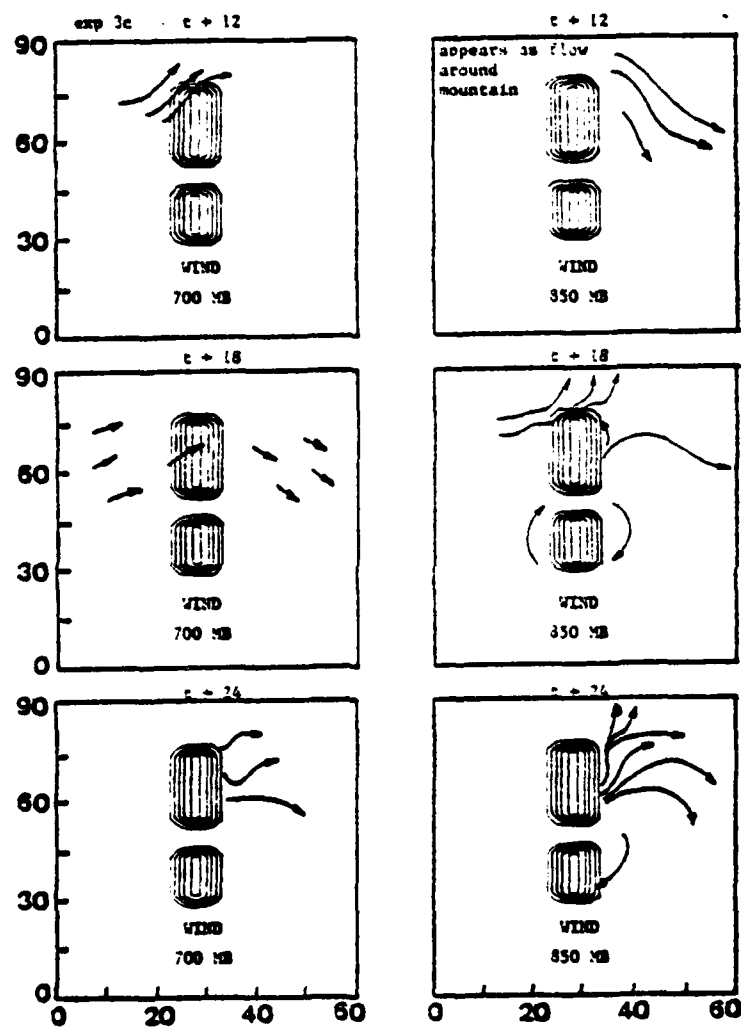 exp 3c t + 12
t + 12
90
60
30
0
WIND
700 MB
appears as flow
around
mountain
WIND
850 MB
t + 18
t + 18
90
60
30
0
WIND
700 MB
WIND
850 MB
t + 24
t + 24
90
60
30
0
WIND
700 MB
WIND
850 MB
0 20 40 60
0 20 40 60